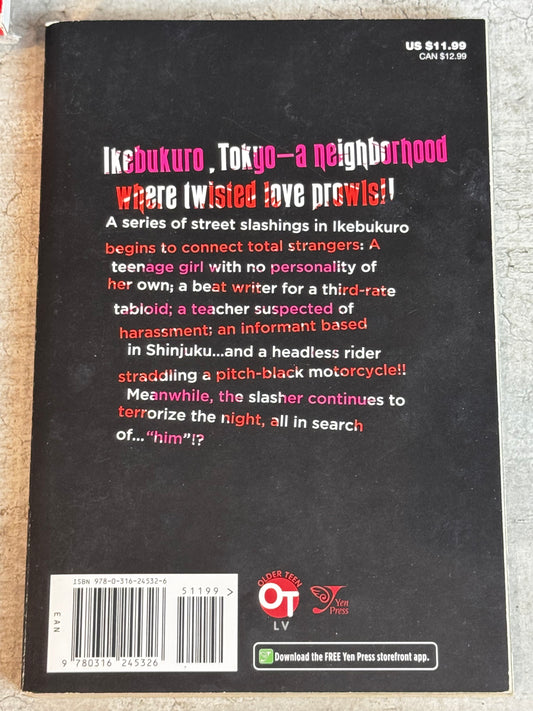 US $11.99
CAN $12.99
Ikebukuro, Tokyo—a neighborhood
where twisted love prowls!!
A series of street slashings in Ikebukuro
begins to connect total strangers: A
teenage girl with no personality of
her own; a beat writer for a third-rate
tabloid; a teacher suspected of
harassment; an informant based
in Shinjuku...and a headless rider
straddling a pitch-black motorcycle!!
Meanwhile, the slasher continues to
terrorize the night, all in search
of... "him"!?
ISBN 978-0-316-24532-6
51199 >
EAN
9 780316 245326
OLDER TEEN
OT
LV
Yen
Press
Download the FREE Yen Press storefront app.